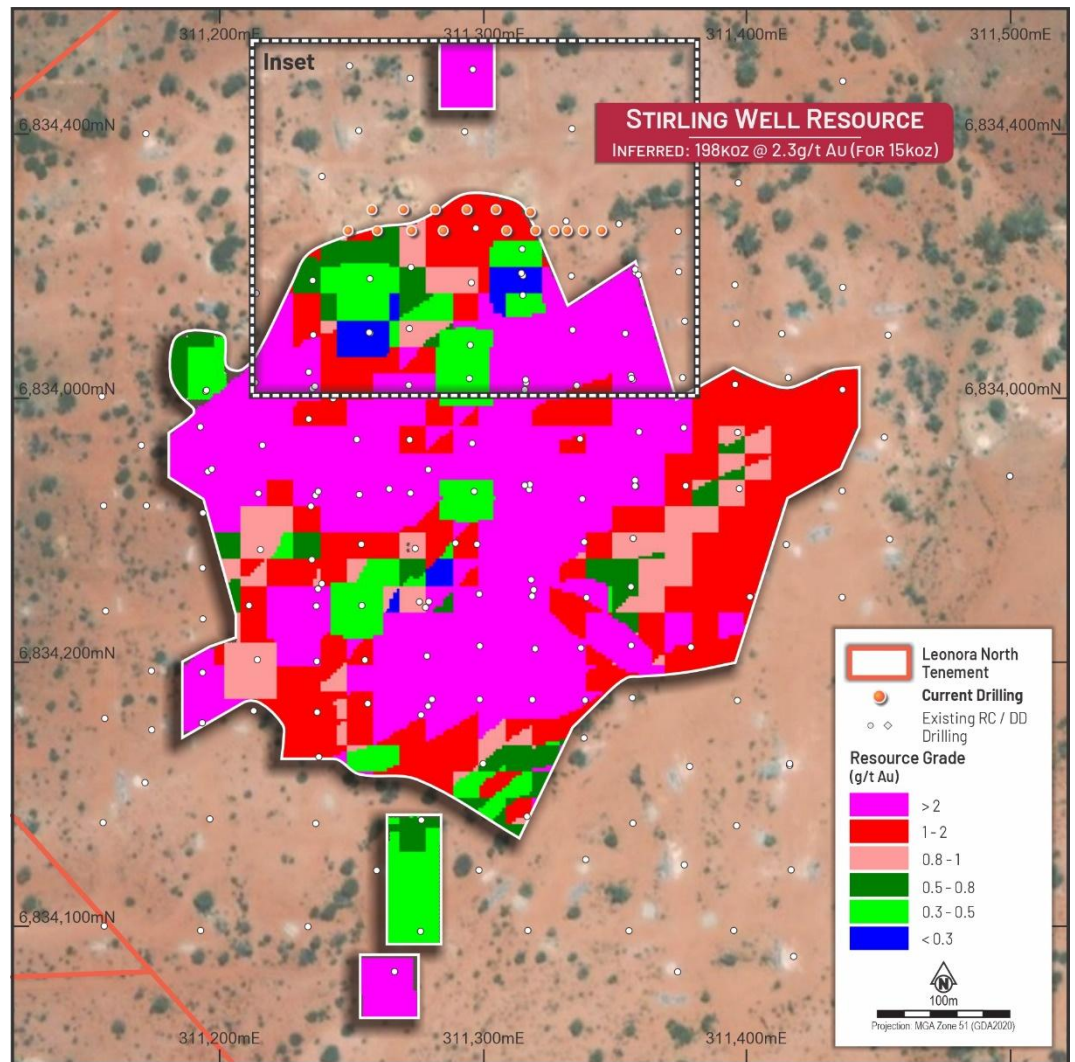 311,200mE
311,300mE
311,400mE
311,500mE
Inset
STIRLING WELL RESOURCE
INFERRED: 198KOZ @ 2.3g/t AU (FOR 15KOZ)
6,834,400mN
6,834,400mN
6,834,000mN
6,834,000mN
6,834,200mN
6,834,100mN
Leonora North
Tenement
Current Drilling
Existing RC / DD
Drilling
Resource Grade
(g/t Au)
> 2
1 - 2
0.8 - 1
0.5 - 0.8
0.3 - 0.5
< 0.3
N
100m
Projection: MGA Zone 51 (GDA2020)
311,200mE
311,300mE
311,400mE